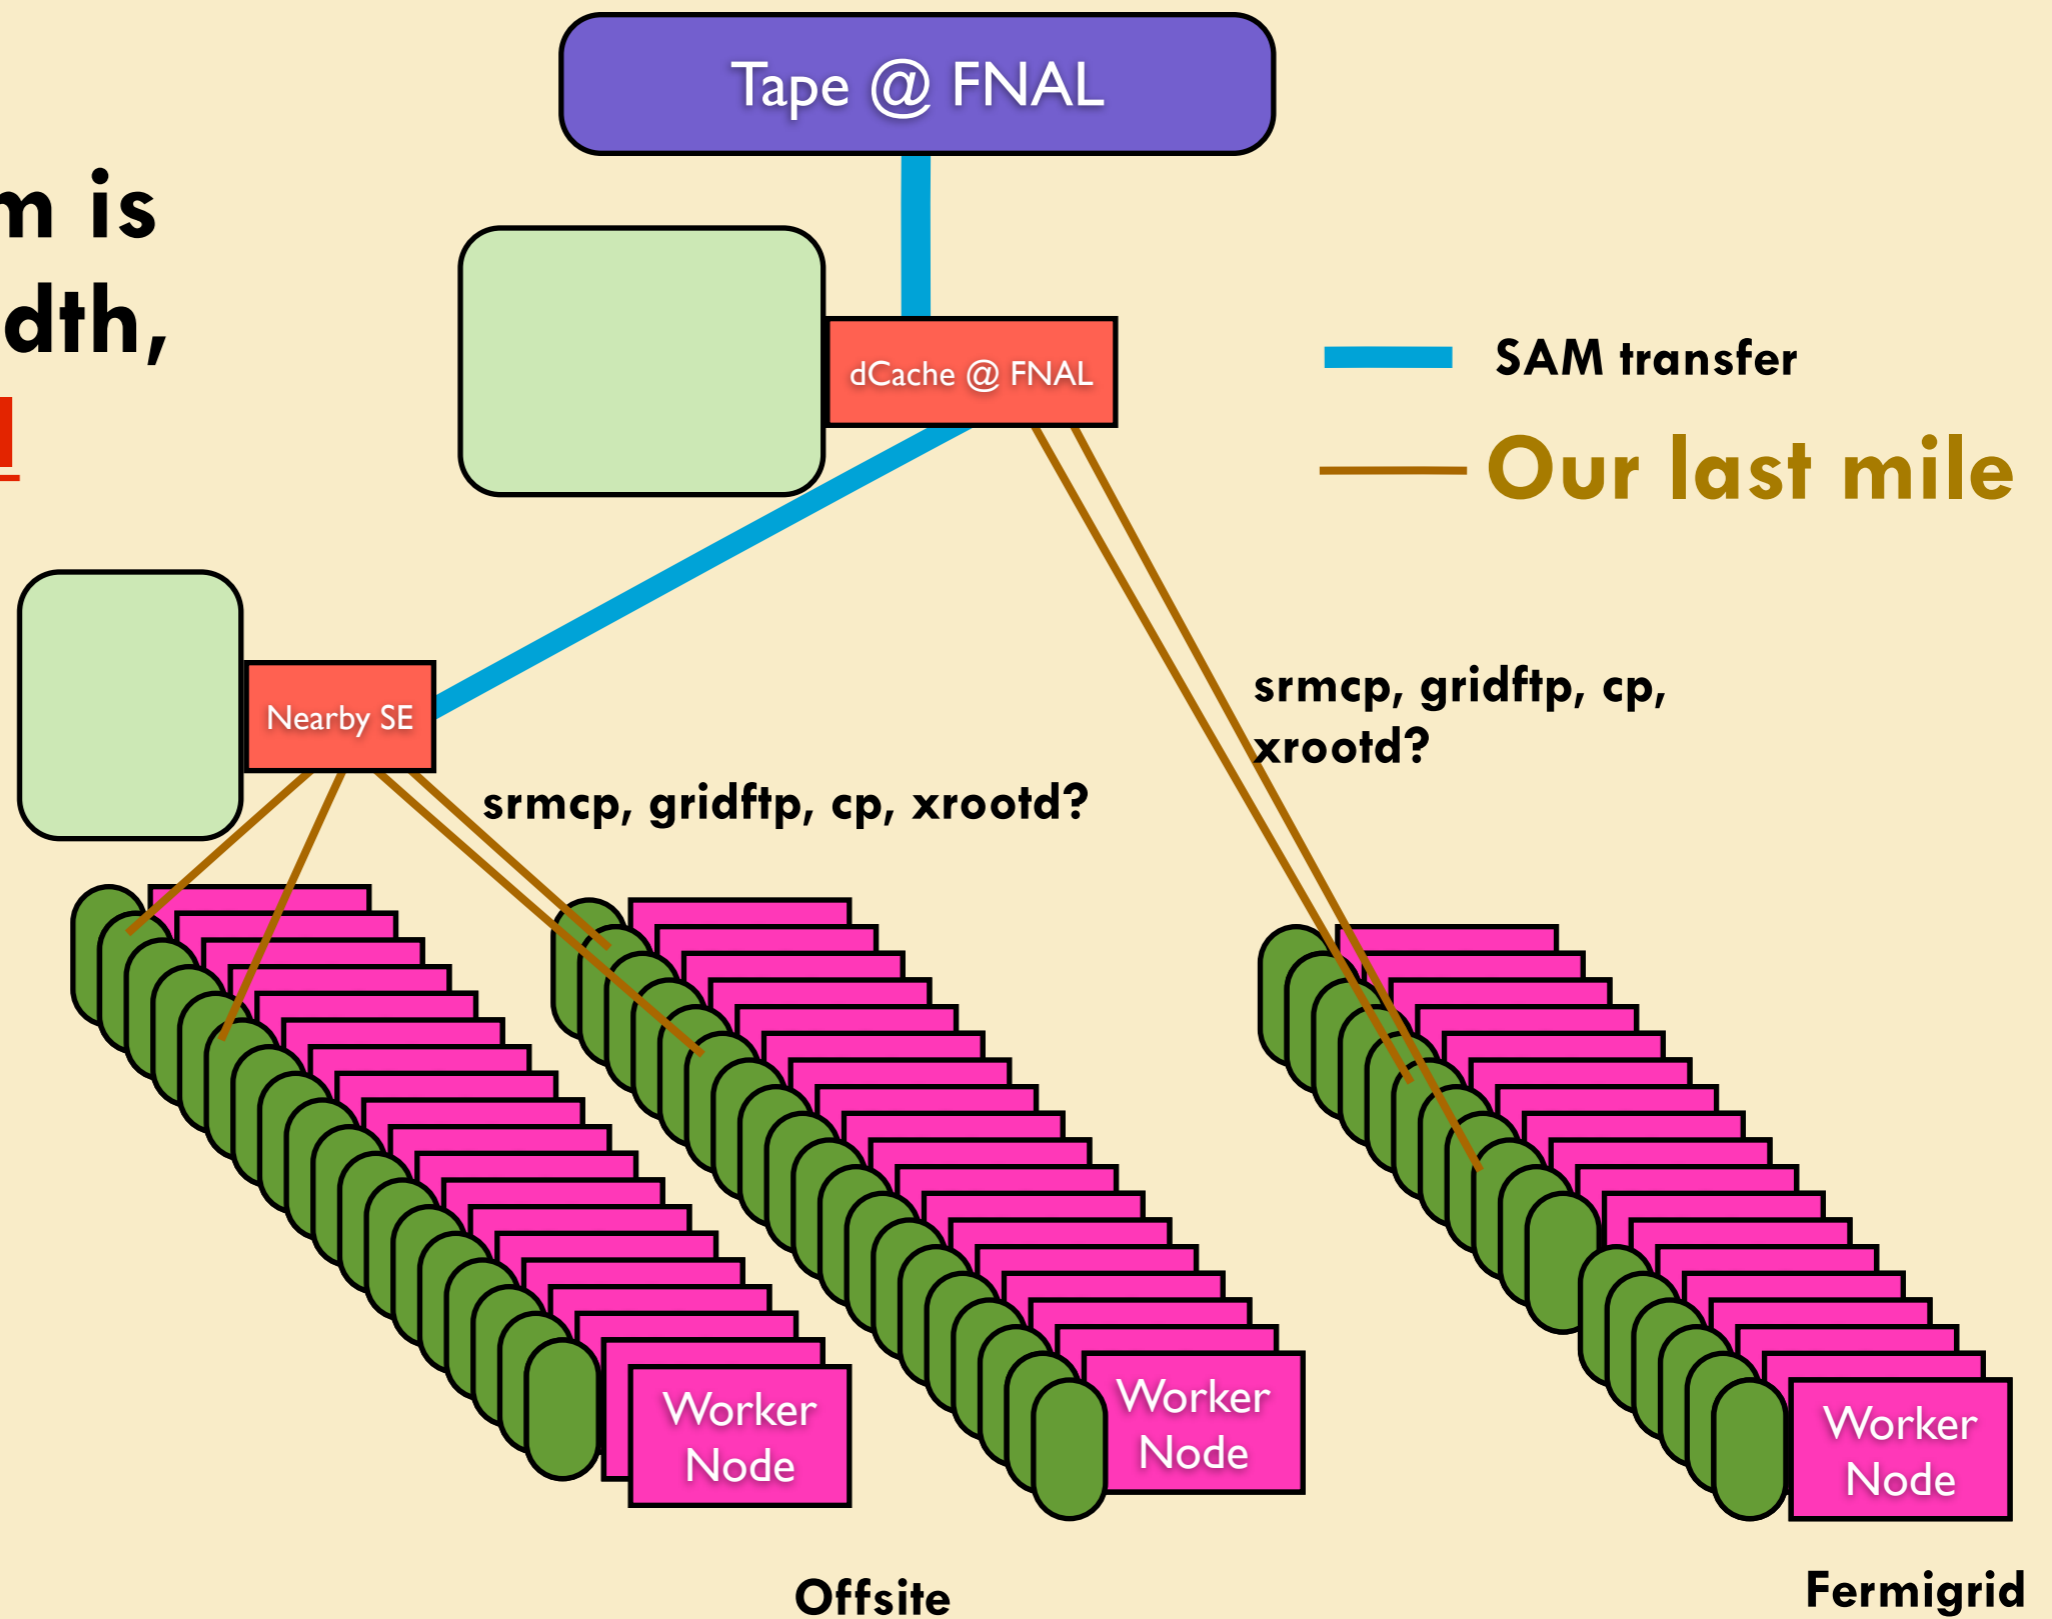 Tape @ FNAL
m is
dth,
dCache @ FNAL
SAM transfer
Our last mile
Nearby SE
srmcp, gridftp, cp,
xrootd?
srmcp, gridftp, cp, xrootd?
Worker
Node
Worker
Node
Worker
Node
Offsite
Fermigrid